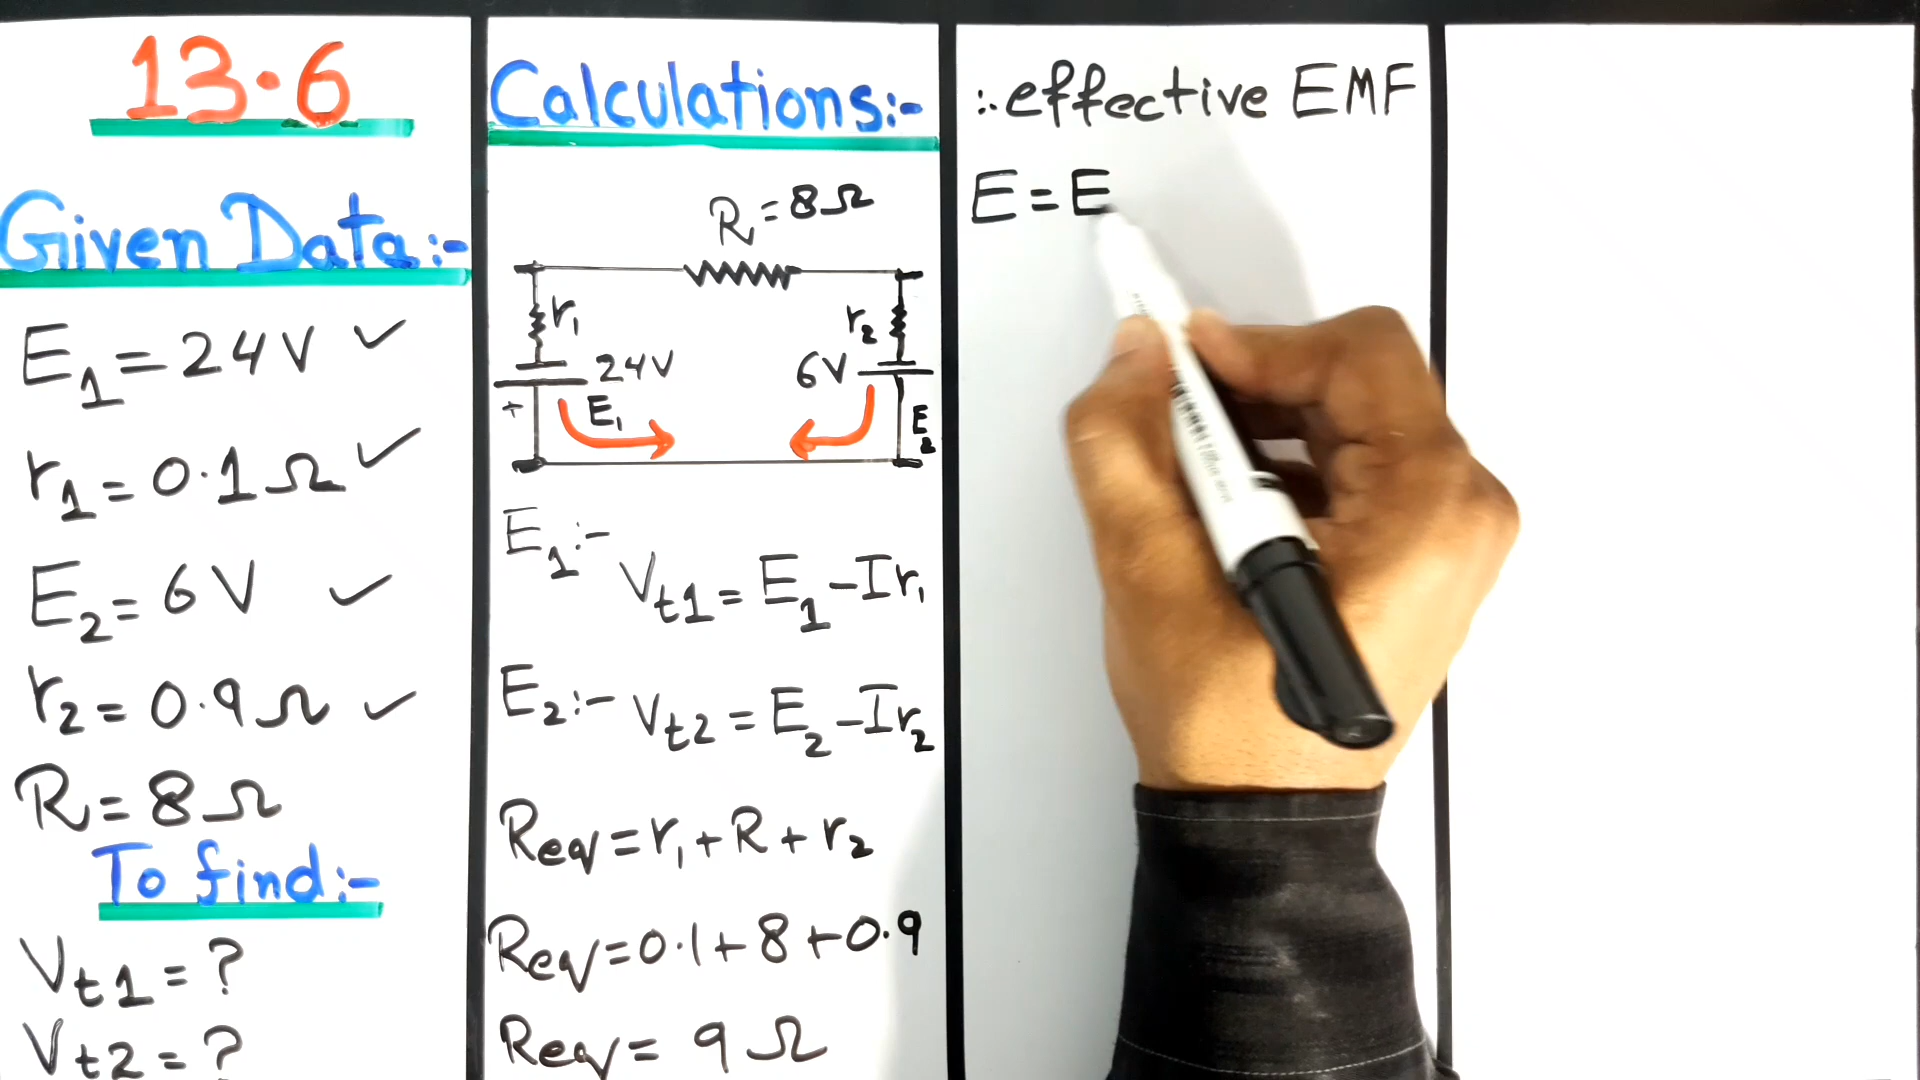 13.6
Given Data:-
E1 = 24V ✓
r1 = 0.1Ω ✓
E2 = 6V ✓
r2 = 0.9Ω ✓
R = 8Ω
To find:-
Vt1 = ?
Vt2 = ?
Calculations:-
R = 8Ω
r1
r2
24V
6V
+
E1
E2
E1:-
Vt1 = E1 - Ir1
E2:-
Vt2 = E2 - Ir2
Req = r1 + R + r2
Req = 0.1 + 8 + 0.9
Req = 9Ω
∴ effective EMF
E = E